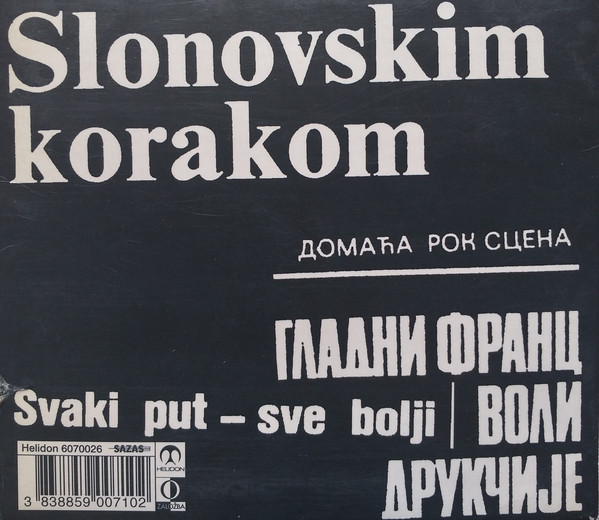 Slonovskim
korakom
ДОМАЋА РОК СЦЕНА
ГЛАДНИ ФРАНЦ
Svaki put – sve bolji
ВОЛИ
ДРУКЧИЈЕ
Helidon 6070026 SAZAS
HELIDON
ZALOŽBA
3 838859 007102